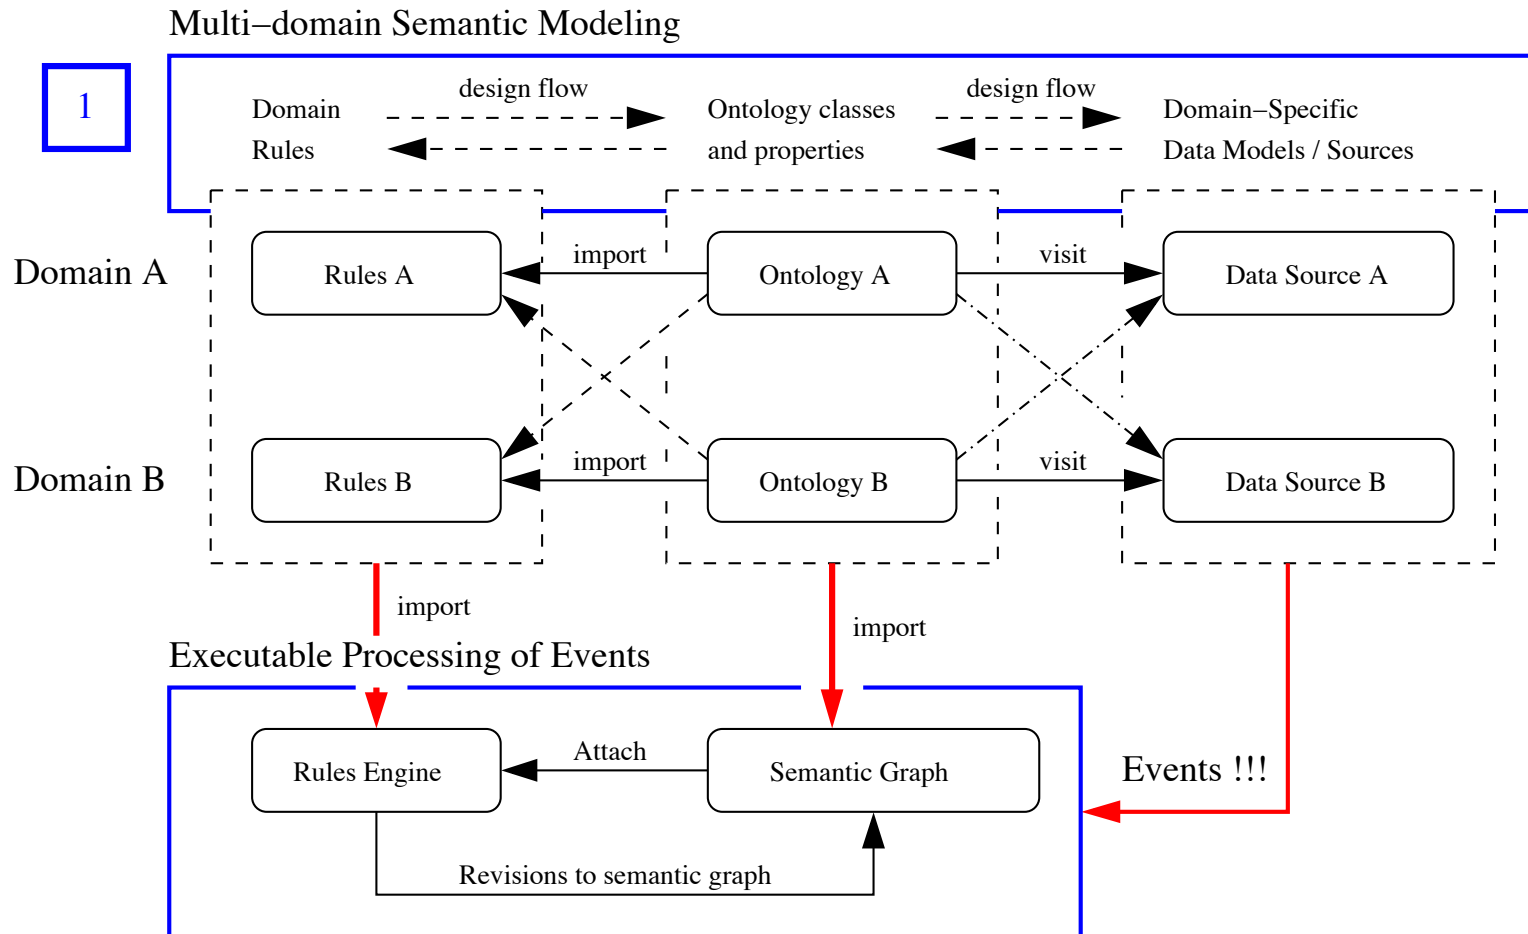 Multi−domain Semantic Modeling
1
design flow
design flow
Domain
Rules
Ontology classes
and properties
Domain−Specific
Data Models / Sources
Domain A
Rules A
import
Ontology A
visit
Data Source A
Domain B
Rules B
import
Ontology B
visit
Data Source B
import
import
Executable Processing of Events
Rules Engine
Attach
Semantic Graph
Events !!!
Revisions to semantic graph